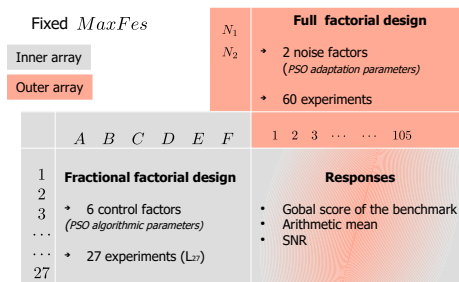 Fixed MaxFes
Inner array
Outer array
N1
N2
Full factorial design
➔ 2 noise factors
(PSO adaptation parameters)
➔ 60 experiments
A B C D E F
1 2 3 ... ... 105
1
2
3
...
...
27
Fractional factorial design
➔ 6 control factors
(PSO algorithmic parameters)
➔ 27 experiments (L27)
Responses
• Gobal score of the benchmark
• Arithmetic mean
• SNR